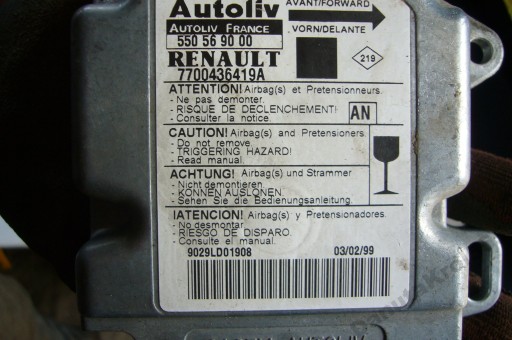 Autoliv
AVANT/FORWARD
AUTOLIV FRANCE
VORN/DELANTE
550 56 90 00
RENAULT
219
7700436419A
ATTENTION! Airbag(s) et Pretensionneurs.
- Ne pas demonter.
- RISQUE DE DECLENCHEMENT!
- Consulter la notice.
AN
CAUTION! Airbag(s) and Pretensioners.
- Do not remove.
- TRIGGERING HAZARD!
- Read manual.
ACHTUNG! Airbag(s) und Strammer
- Nicht demontieren.
- KONNEN AUSLONEN.
- Sehen Sie die Bedienungsanleitung.
IATENCION! Airbag(s) y Pretensionadores.
- No desmontar
- RIESGO DE DISPARO.
- Consulte el manual.
9029LD01908
03/02/99
AUTOLIV